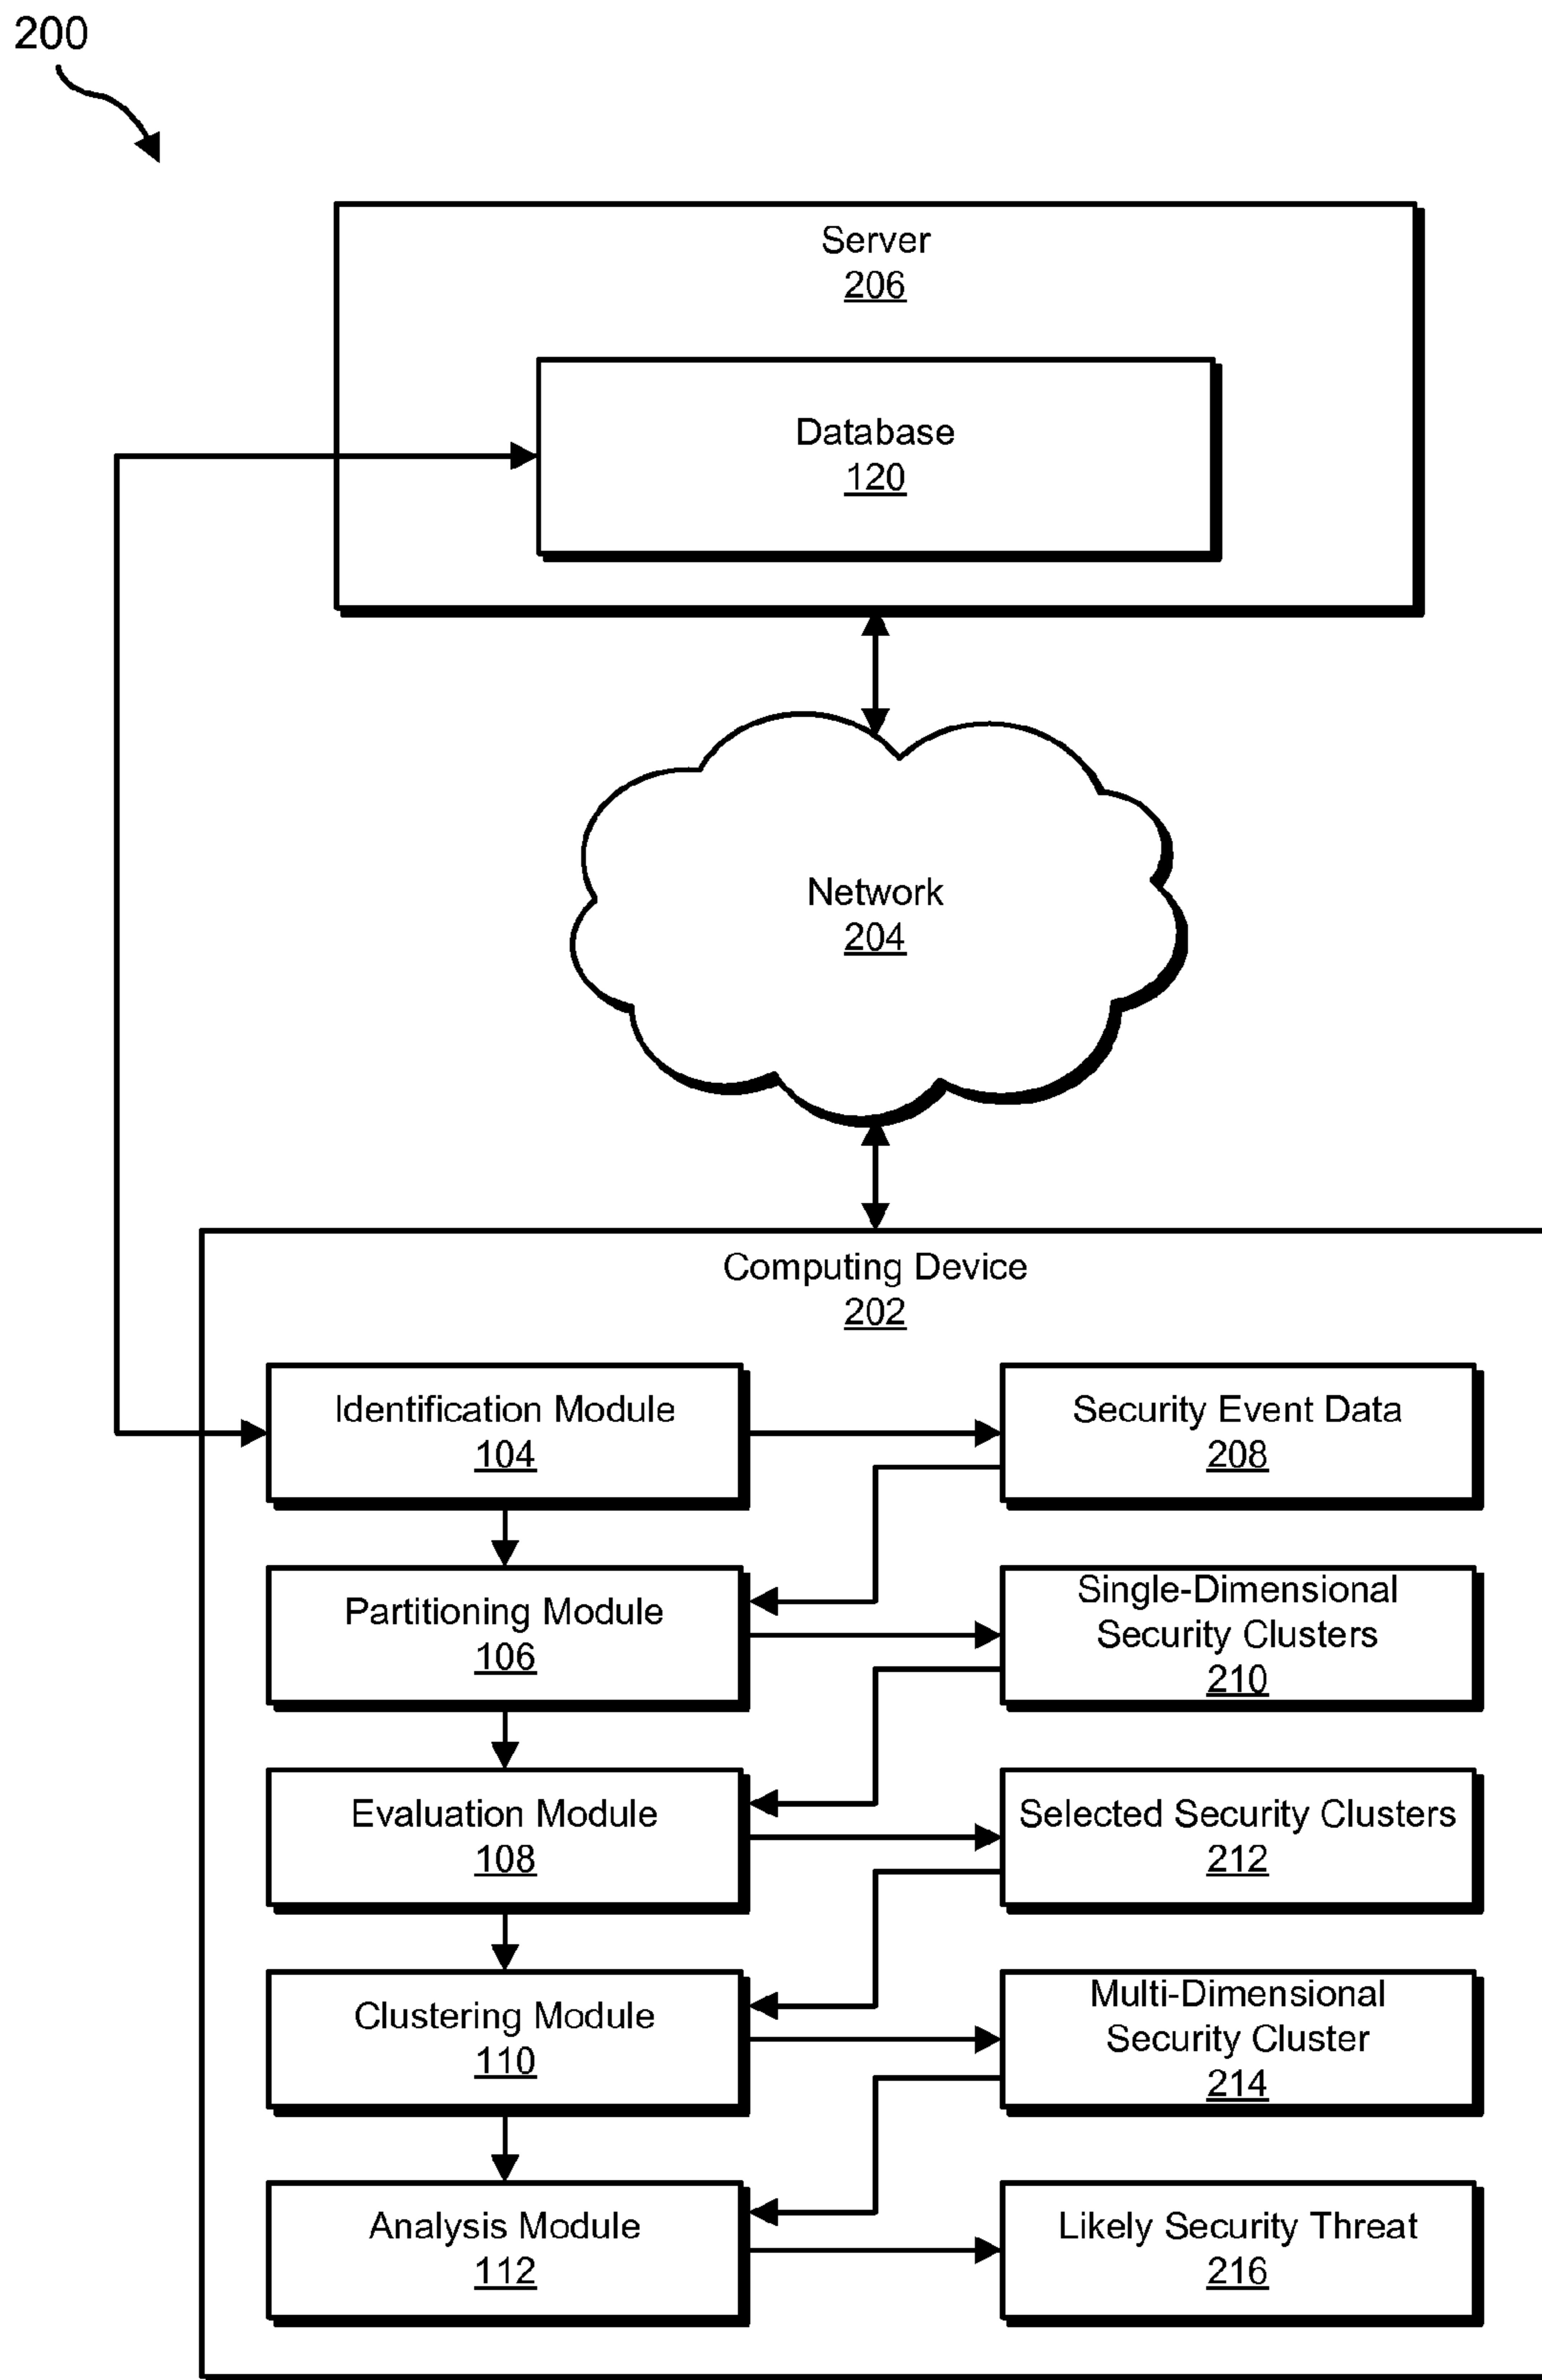 200
Server
206
Database
120
Network
204
Computing Device
202
Identification Module
104
Security Event Data
208
Partitioning Module
106
Single-Dimensional
Security Clusters
210
Evaluation Module
108
Selected Security Clusters
212
Clustering Module
110
Multi-Dimensional
Security Cluster
214
Analysis Module
112
Likely Security Threat
216